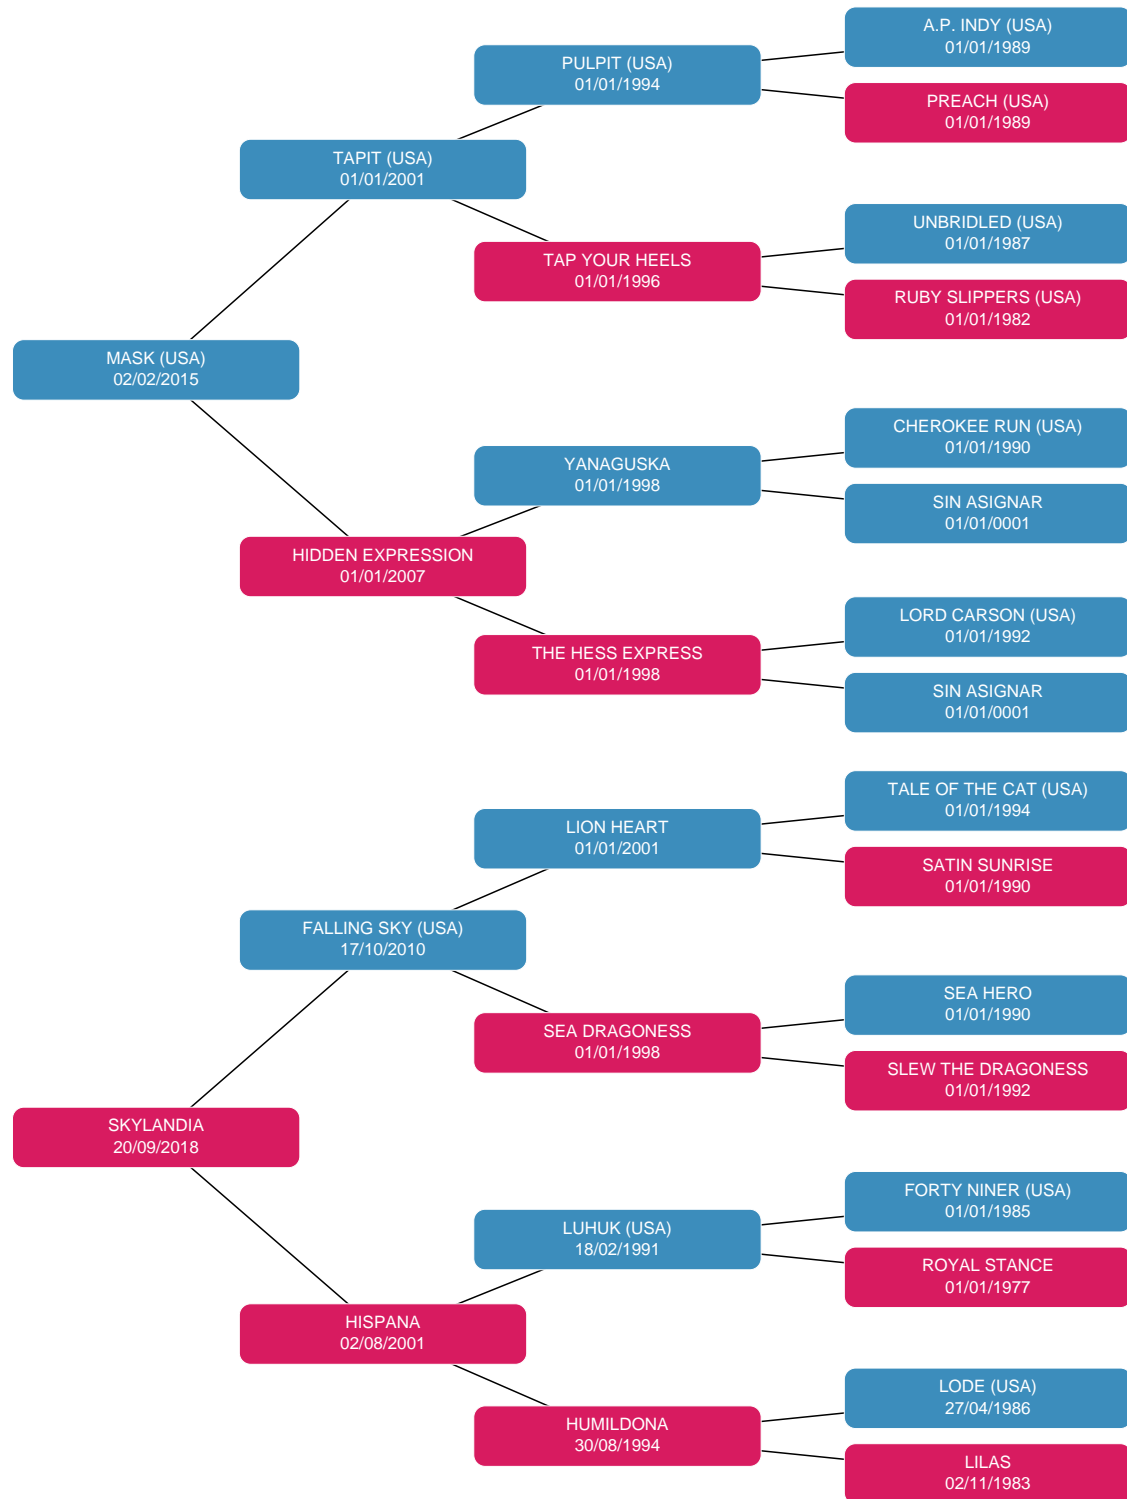 A.P. INDY (USA)
01/01/1989
PULPIT (USA)
01/01/1994
PREACH (USA)
01/01/1989
TAPIT (USA)
01/01/2001
UNBRIDLED (USA)
01/01/1987
TAP YOUR HEELS
01/01/1996
RUBY SLIPPERS (USA)
01/01/1982
MASK (USA)
02/02/2015
CHEROKEE RUN (USA)
01/01/1990
YANAGUSKA
01/01/1998
SIN ASIGNAR
01/01/0001
HIDDEN EXPRESSION
01/01/2007
LORD CARSON (USA)
01/01/1992
THE HESS EXPRESS
01/01/1998
SIN ASIGNAR
01/01/0001
TALE OF THE CAT (USA)
01/01/1994
LION HEART
01/01/2001
SATIN SUNRISE
01/01/1990
FALLING SKY (USA)
17/10/2010
SEA HERO
01/01/1990
SEA DRAGONESS
01/01/1998
SLEW THE DRAGONESS
01/01/1992
SKYLANDIA
20/09/2018
FORTY NINER (USA)
01/01/1985
LUHUK (USA)
18/02/1991
ROYAL STANCE
01/01/1977
HISPANA
02/08/2001
LODE (USA)
27/04/1986
HUMILDONA
30/08/1994
LILAS
02/11/1983